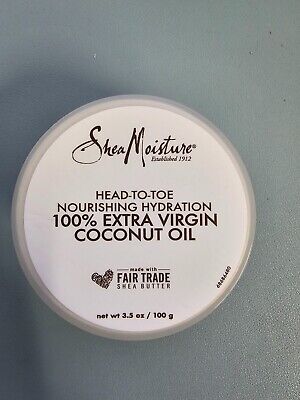 SheaMoisture®
Established 1912
HEAD-TO-TOE
NOURISHING HYDRATION
100% EXTRA VIRGIN
COCONUT OIL
made with
FAIR TRADE
SHEA BUTTER
net wt 3.5 oz / 100 g